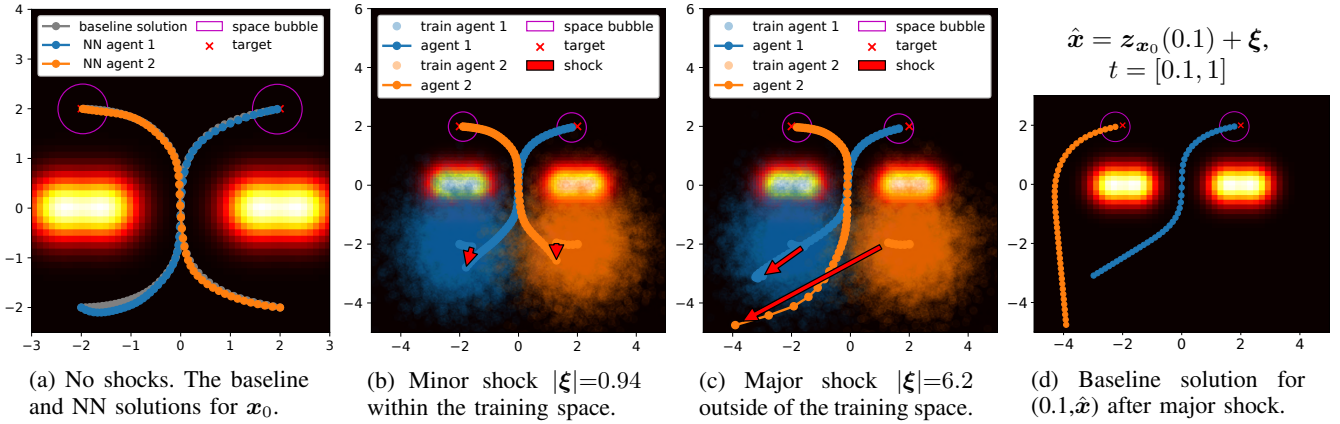 baseline solution
NN agent 1
NN agent 2
space bubble
target
4
3
2
1
0
−1
−2
−3
−2
−1
0
1
2
3
(a) No shocks. The baseline
and NN solutions for x₀.
train agent 1
agent 1
train agent 2
agent 2
space bubble
target
shock
6
4
2
0
−2
−4
−4
−2
0
2
4
(b) Minor shock |ξ|=0.94
within the training space.
train agent 1
agent 1
train agent 2
agent 2
space bubble
target
shock
6
4
2
0
−2
−4
−4
−2
0
2
4
(c) Major shock |ξ|=6.2
outside of the training space.
x̂ = z_{x₀}(0.1) + ξ,
t = [0.1, 1]
4
2
0
−2
−4
−4
−2
0
2
4
(d) Baseline solution for
(0.1,x̂) after major shock.